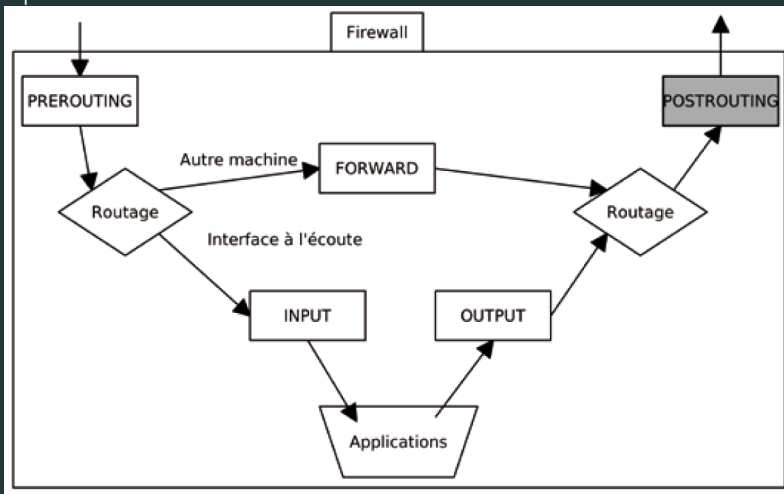 Firewall
PREROUTING
POSTROUTING
Autre machine
FORWARD
Routage
Routage
Interface à l'écoute
INPUT
OUTPUT
Applications